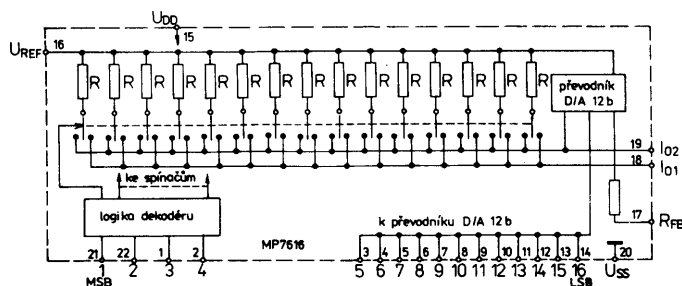 U_DD
15
U_REF 16
R R R R R R R R R R R R R R R
převodník
D/A 12b
19 I_O2
18 I_O1
ke spínačům
logika dekodéru
k převodníku D/A 12b
17 R_FB
MP7616
21 22 1 2
3 4 5 6 7 8 9 10 11 12 13 14
20
1 2 3 4
5 6 7 8 9 10 11 12 13 14 15 16
U_SS
MSB
LSB